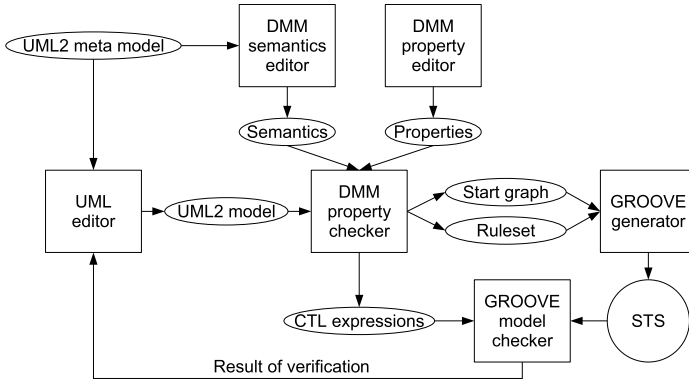 UML2 meta model
DMM
semantics
editor
DMM
property
editor
Semantics
Properties
UML
editor
UML2 model
DMM
property
checker
Start graph
Ruleset
GROOVE
generator
CTL expressions
GROOVE
model
checker
STS
Result of verification